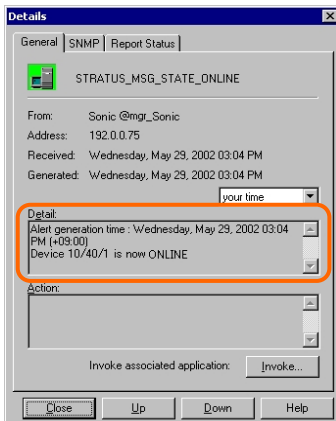 Details
General SNMP Report Status
STRATUS_MSG_STATE_ONLINE
From: Sonic @mgr_Sonic
Address: 192.0.0.75
Received: Wednesday, May 29, 2002 03:04 PM
Generated: Wednesday, May 29, 2002 03:04 PM
your time
Detail:
Alert generation time : Wednesday, May 29, 2002 03:04
PM (+09:00)
Device 10/40/1 is now ONLINE
Action:
Invoke associated application: Invoke...
Close Up Down Help